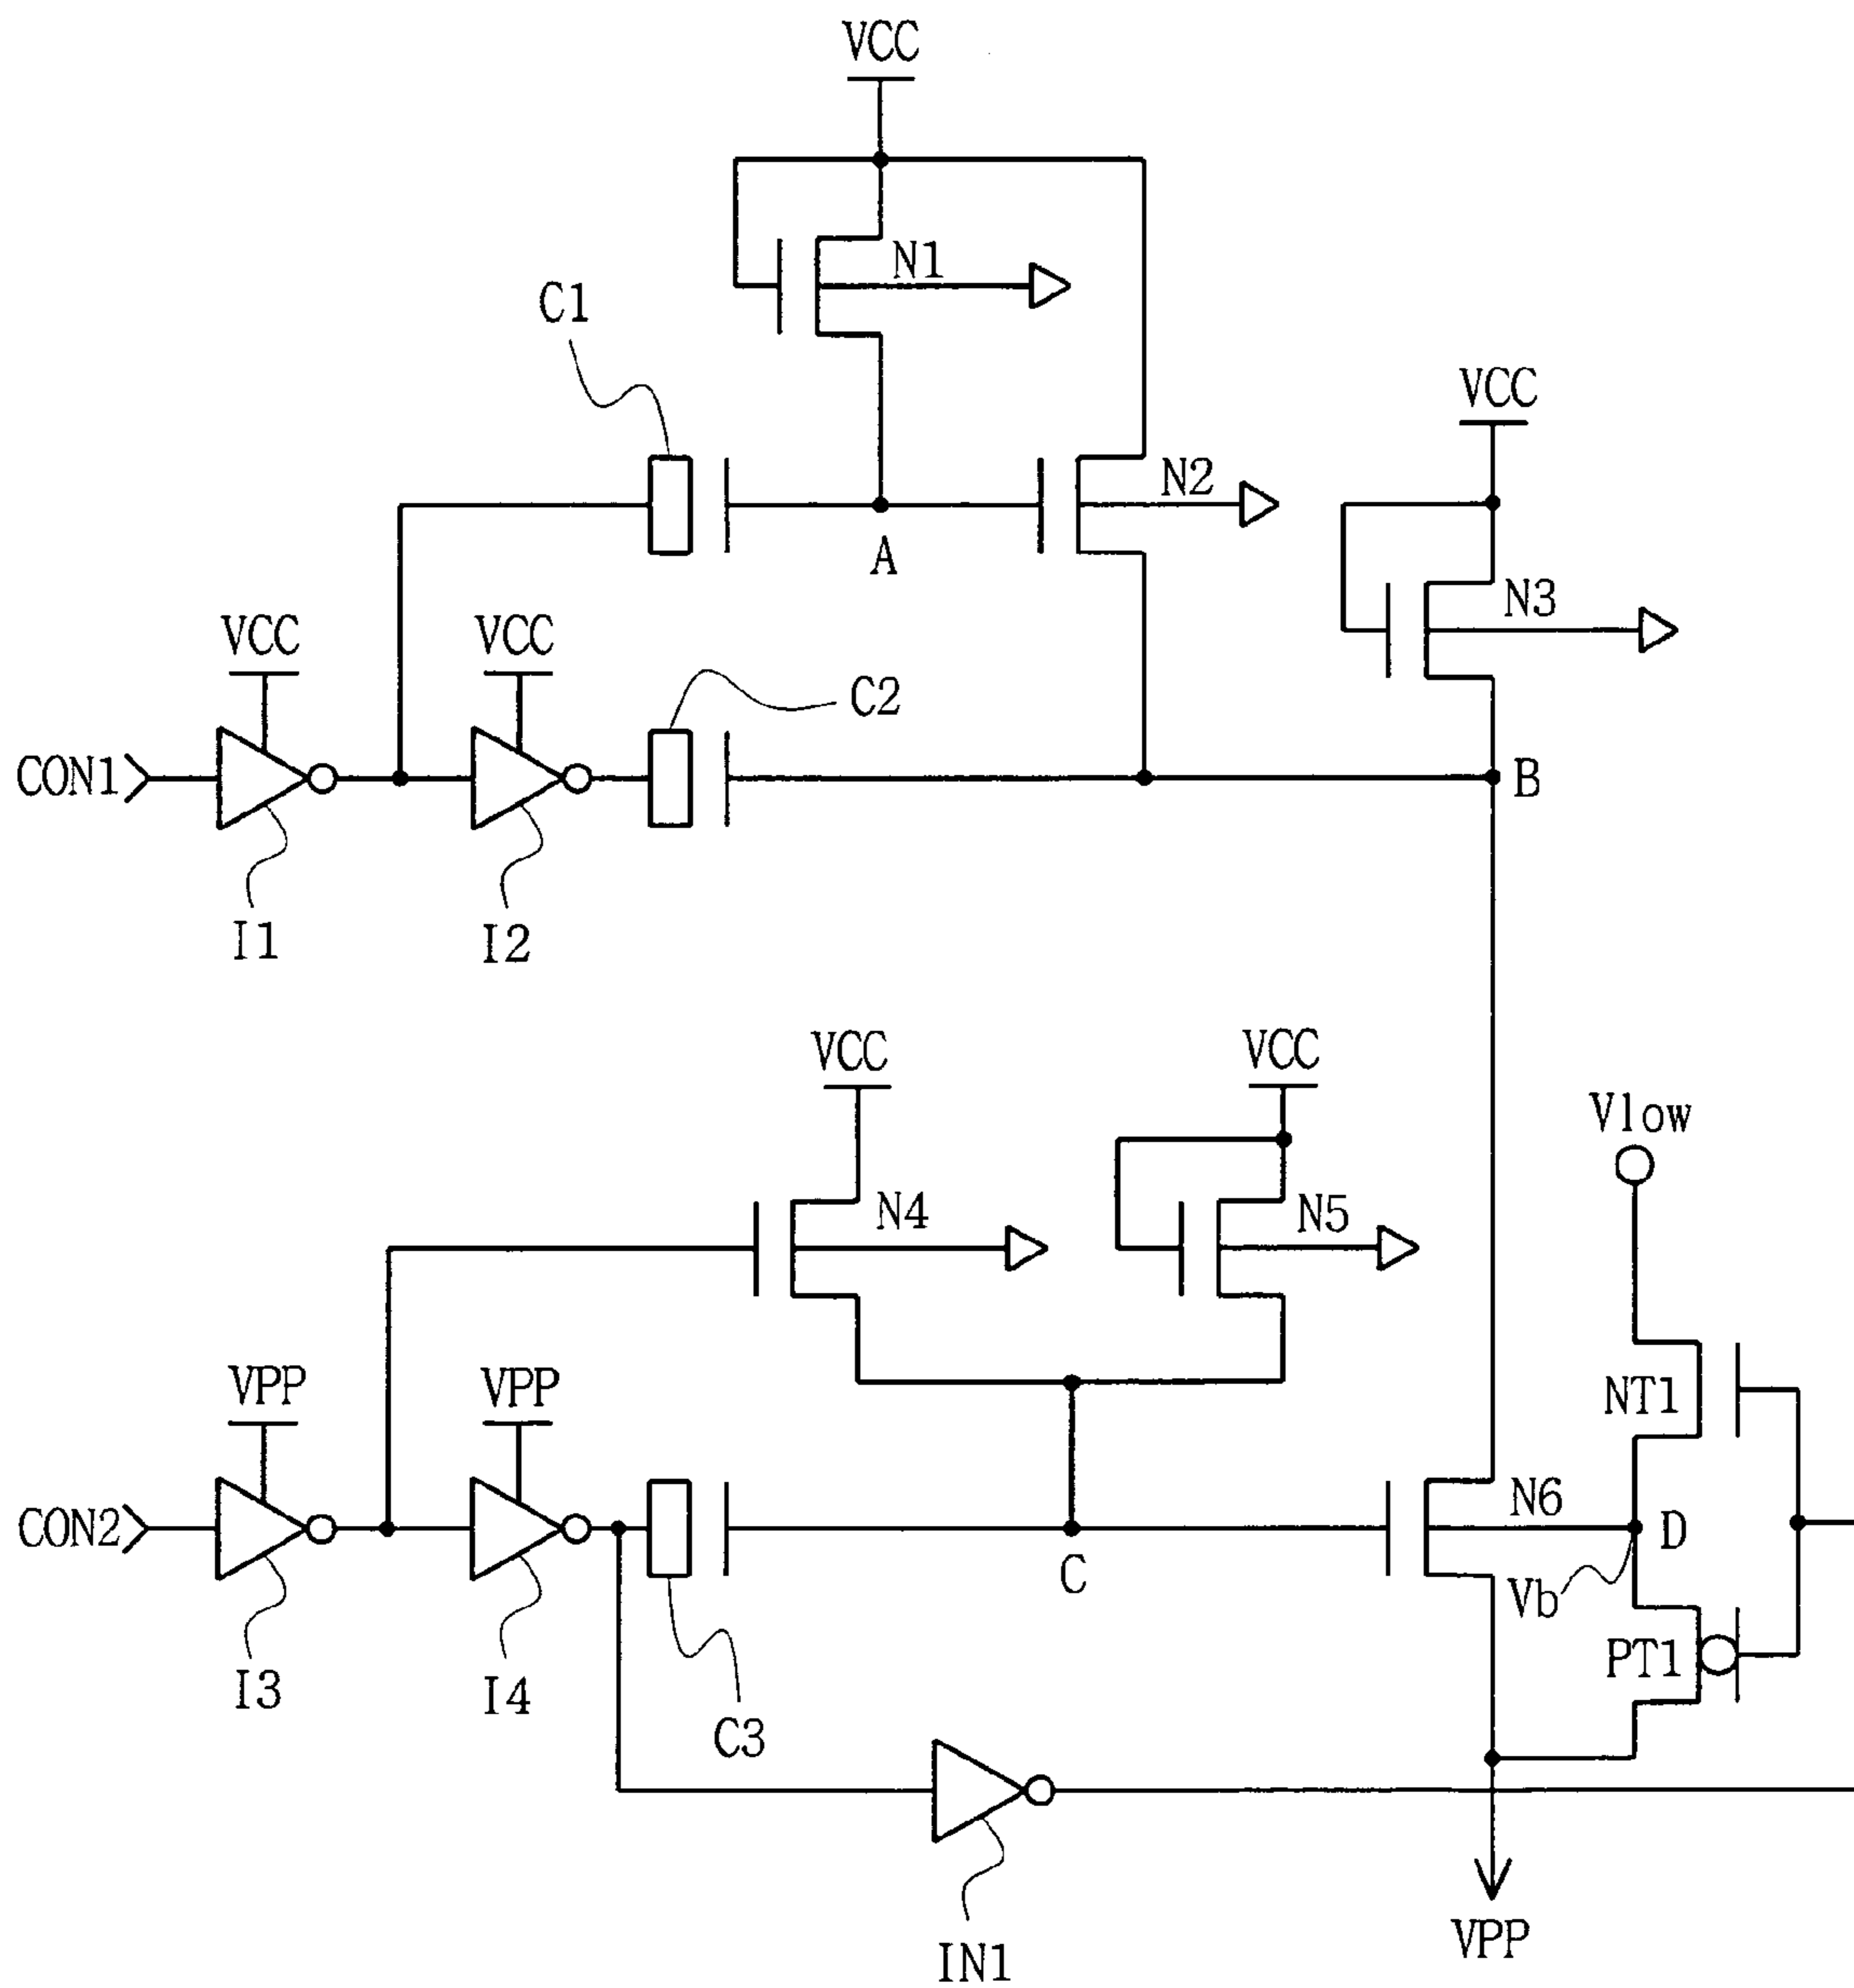 VCC
N1
C1
VCC
N2
A
N3
VCC
VCC
C2
CON1
B
I1
I2
VCC
VCC
Vlow
N4
N5
VPP
VPP
NT1
N6
CON2
D
C
Vb
PT1
I3
I4
C3
VPP
IN1